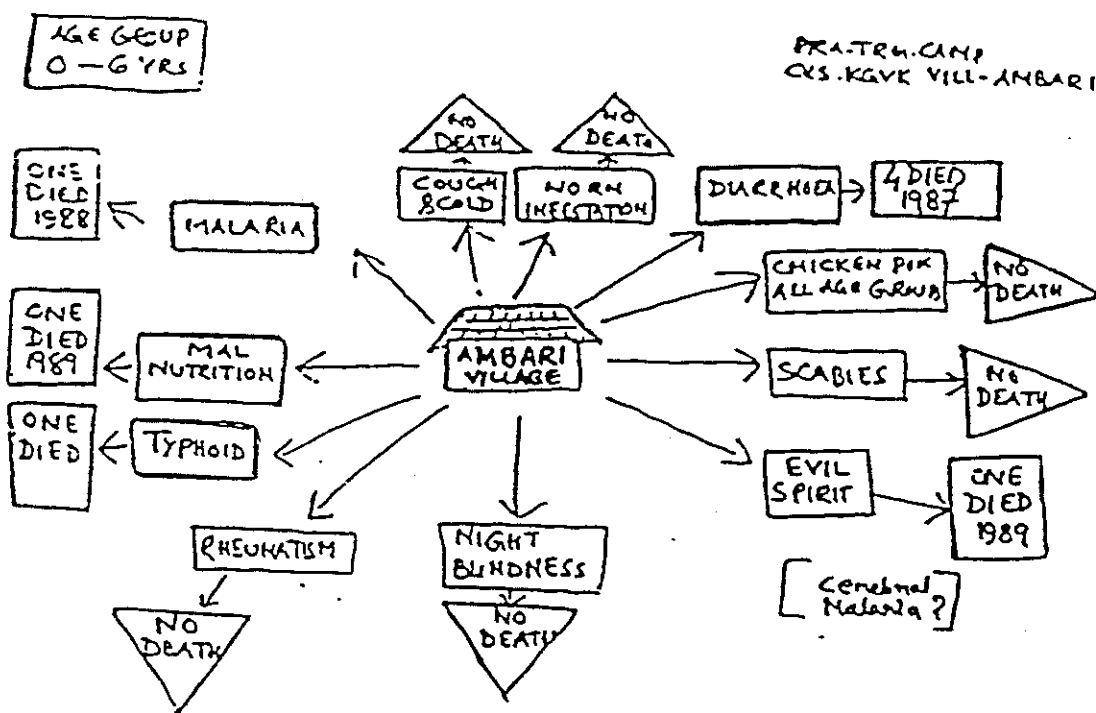 AGE GEOUP
0 - 6 YRS
PRA.TRG.CAMP
CKS.KGVK VILL-AMBARI
NO
DEATH
NO
DEATH
ONE
DIED
1988
MALARIA
COUGH
& COLD
WORN
INFESTATION
DIARRHOEA
4 DIED
1987
CHICKEN POX
ALL AGE GROUP
NO
DEATH
ONE
DIED
1989
MAL
NUTRITION
AMBARI
VILLAGE
SCABIES
NO
DEATH
ONE
DIED
TYPHOID
EVIL
SPIRIT
ONE
DIED
1989
RHEUMATISM
NIGHT
BLINDNESS
[Cerebral
Malaria?]
NO
DEATH
NO
DEATH